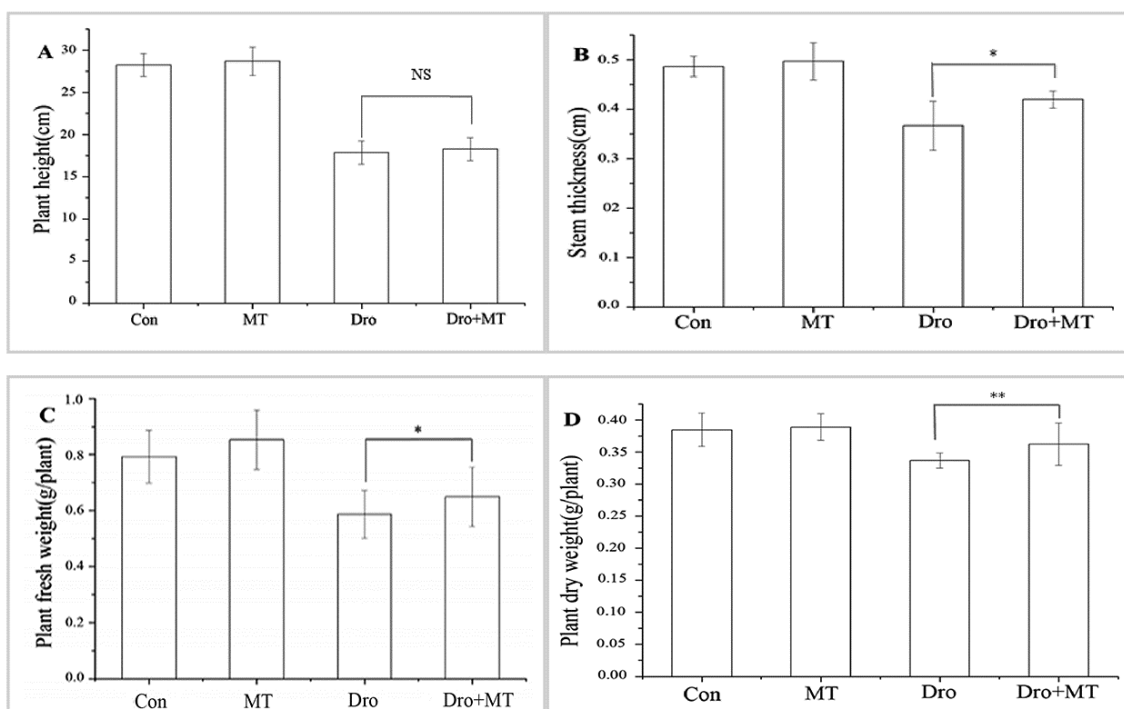 A
Plant height(cm)
30
25
20
15
10
5
0
NS
Con MT Dro Dro+MT
B
Stem thickness(cm)
0.5
0.4
0.3
02
0.1
0.0
*
Con MT Dro Dro+MT
C
Plant fresh weight(g/plant)
1.0
0.8
0.6
0.4
0.2
0.0
*
Con MT Dro Dro+MT
D
Plant dry weight(g/plant)
0.40
0.35
0.30
0.25
0.20
0.15
0.10
0.05
0.00
**
Con MT Dro Dro+MT